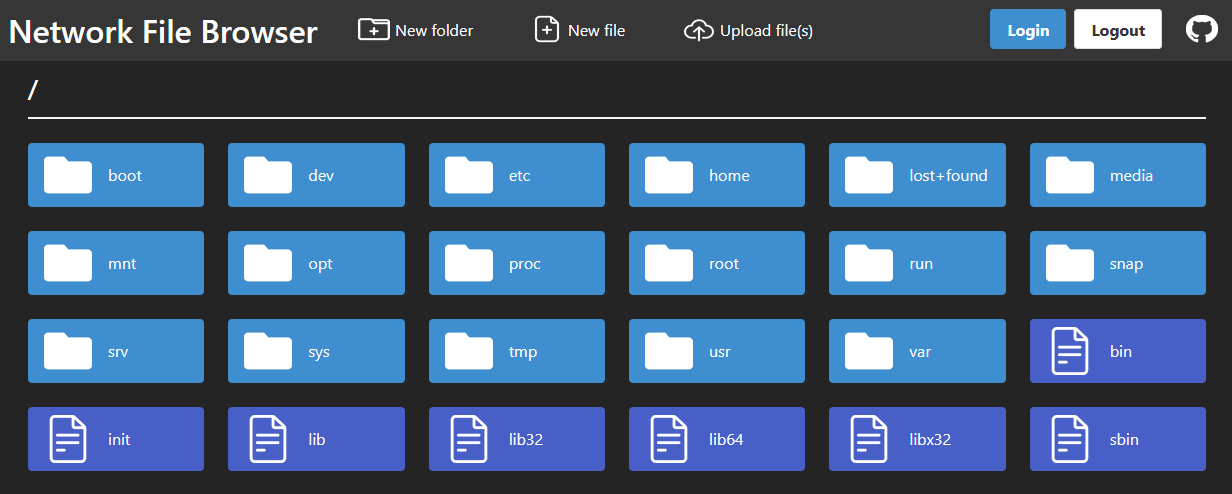 Network File Browser New folder New file Upload file(s) Login Logout
/
boot dev etc home lost+found media
mnt opt proc root run snap
srv sys tmp usr var bin
init lib lib32 lib64 libx32 sbin